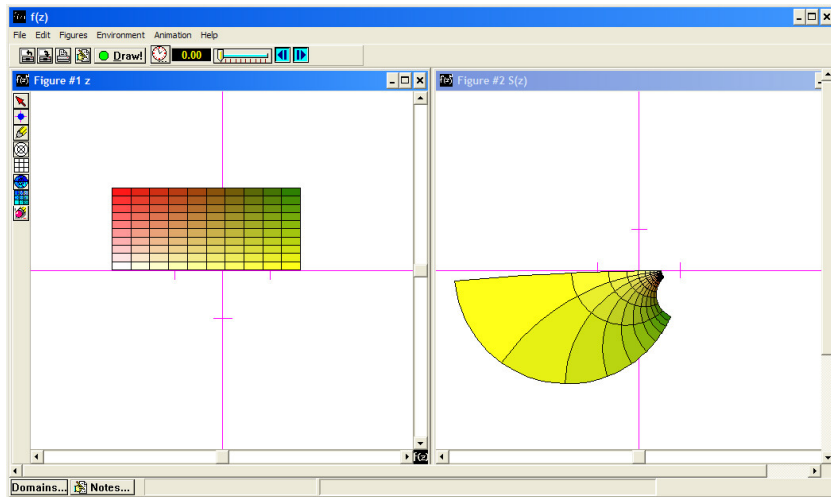 f(z) f(z)
File Edit Figures Environment Animation Help
Draw! 0.00
f(z) Figure #1 z
f(z) Figure #2 S(z)
f(z)
Domains... Notes...